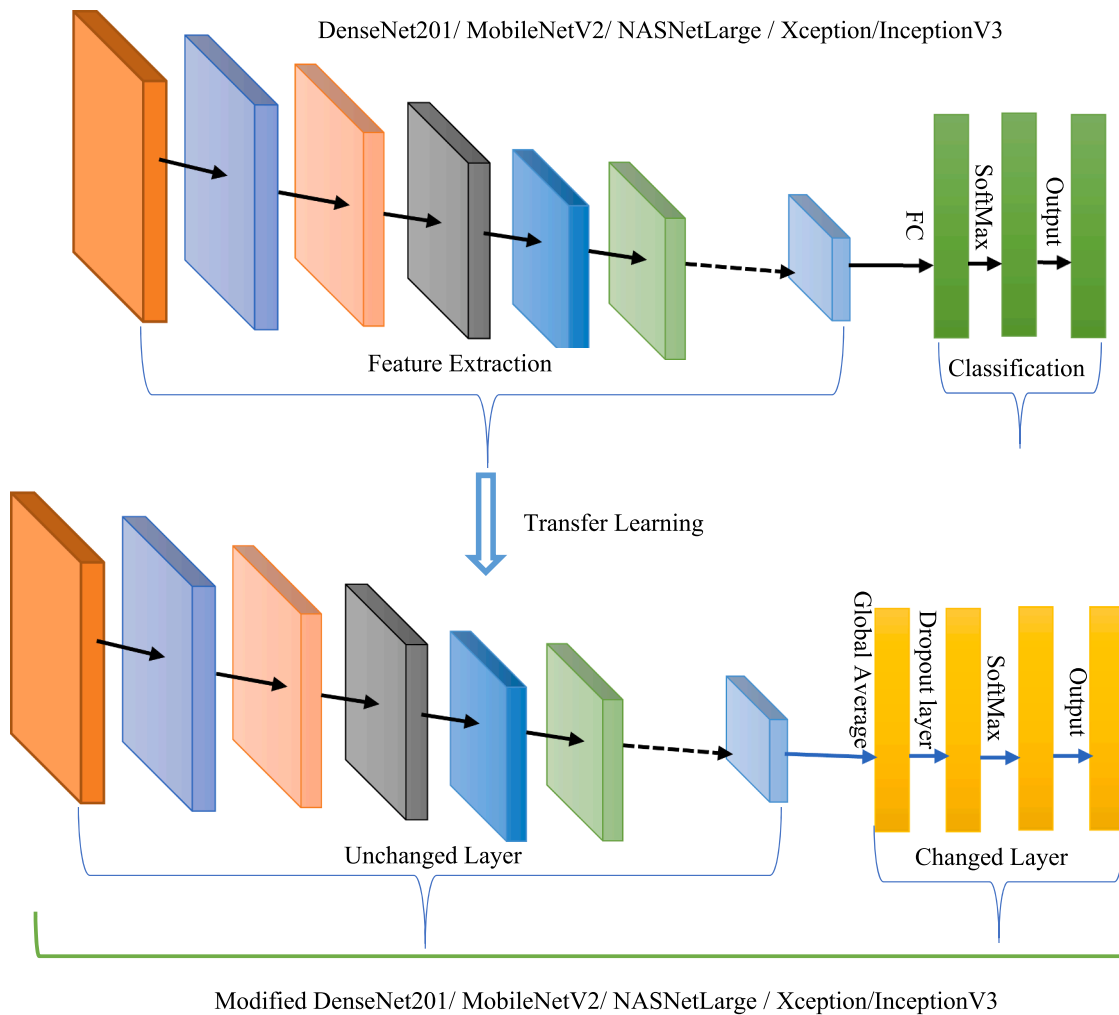 DenseNet201/ MobileNetV2/ NASNetLarge / Xception/InceptionV3
FC
SoftMax
Output
Feature Extraction
Classification
Transfer Learning
Global Average
Dropout layer
SoftMax
Output
Unchanged Layer
Changed Layer
Modified DenseNet201/ MobileNetV2/ NASNetLarge / Xception/InceptionV3